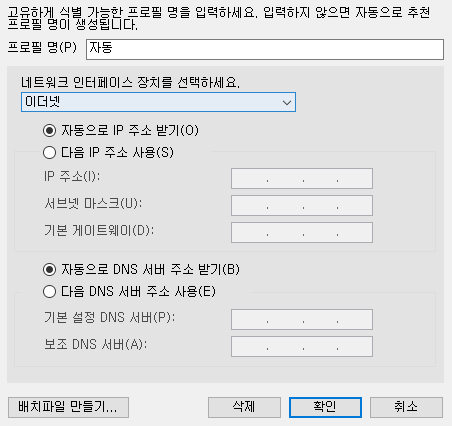 고유하게 식별 가능한 프로필 명을 입력하세요. 입력하지 않으면 자동으로 추천
프로필 명이 생성됩니다.
프로필 명(P) 자동
네트워크 인터페이스 장치를 선택하세요.
이더넷
자동으로 IP 주소 받기(O)
다음 IP 주소 사용(S)
IP 주소(I): . . .
서브넷 마스크(U): . . .
기본 게이트웨이(D): . . .
자동으로 DNS 서버 주소 받기(B)
다음 DNS 서버 주소 사용(E)
기본 설정 DNS 서버(P): . . .
보조 DNS 서버(A): . . .
배치파일 만들기... 삭제 확인 취소